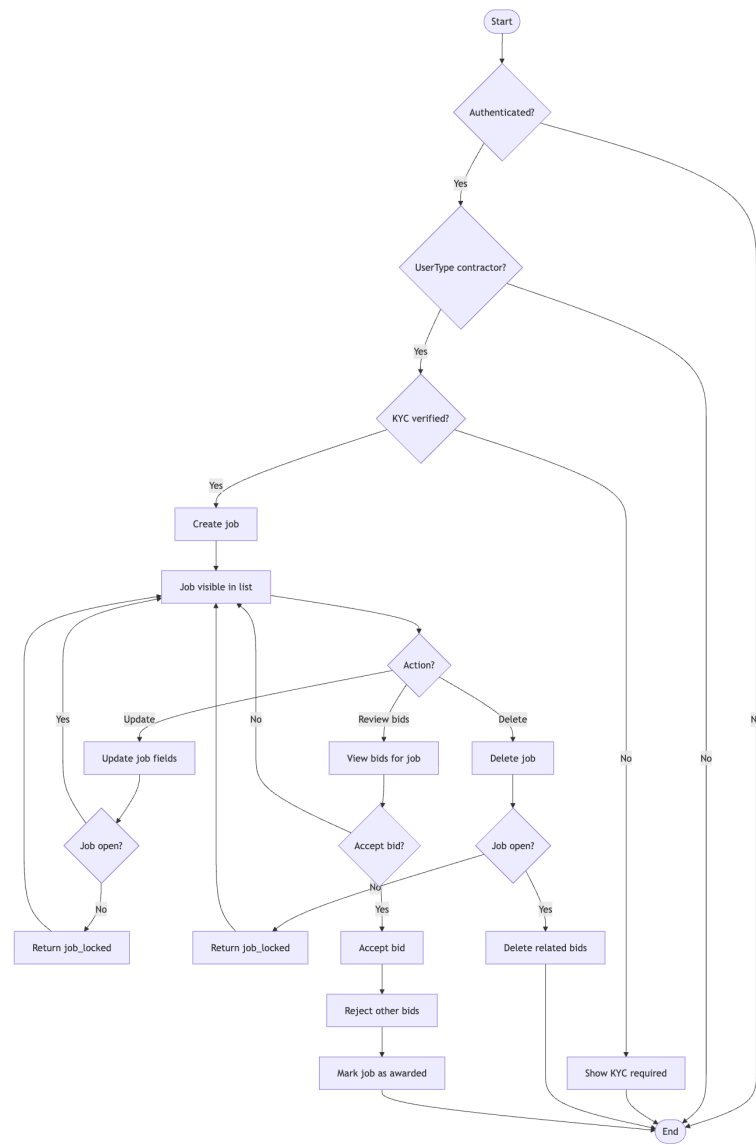 Start
Authenticated?
Yes
UserType contractor?
Yes
KYC verified?
Yes
Create job
Job visible in list
Action?
Update
No
Review bids
Delete
Yes
No
No
N
Update job fields
View bids for job
Delete job
Job open?
Accept bid?
Job open?
No
No
Yes
Yes
Return job_locked
Return job_locked
Accept bid
Delete related bids
Reject other bids
Mark job as awarded
Show KYC required
End